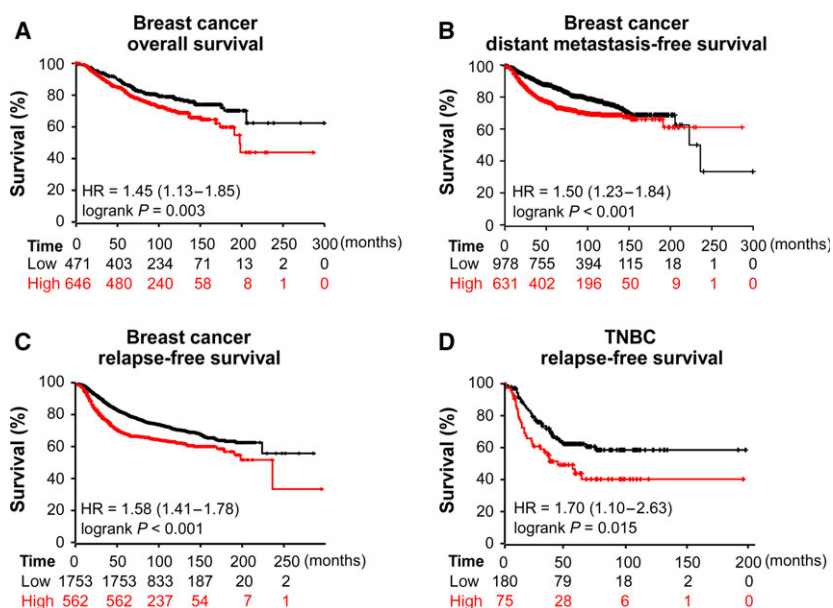 A
Breast cancer
overall survival
Survival (%)
100
80
60
40
20
0
HR = 1.45 (1.13–1.85)
logrank P = 0.003
0 50 100 150 200 250 300 (months)
Time
Low 471 403 234 71 13 2 0
High 646 480 240 58 8 1 0
B
Breast cancer
distant metastasis-free survival
Survival (%)
100
80
60
40
20
0
HR = 1.50 (1.23–1.84)
logrank P < 0.001
0 50 100 150 200 250 300 (months)
Time
Low 978 755 394 115 18 1 0
High 631 402 196 50 9 1 0
C
Breast cancer
relapse-free survival
Survival (%)
100
80
60
40
20
0
HR = 1.58 (1.41–1.78)
logrank P < 0.001
0 50 100 150 200 250 (months)
Time
Low 1753 1753 833 187 20 2
High 562 562 237 54 7 1
D
TNBC
relapse-free survival
Survival (%)
100
80
60
40
20
0
HR = 1.70 (1.10–2.63)
logrank P = 0.015
0 50 100 150 200 (months)
Time
Low 180 79 18 2 0
High 75 28 6 1 0